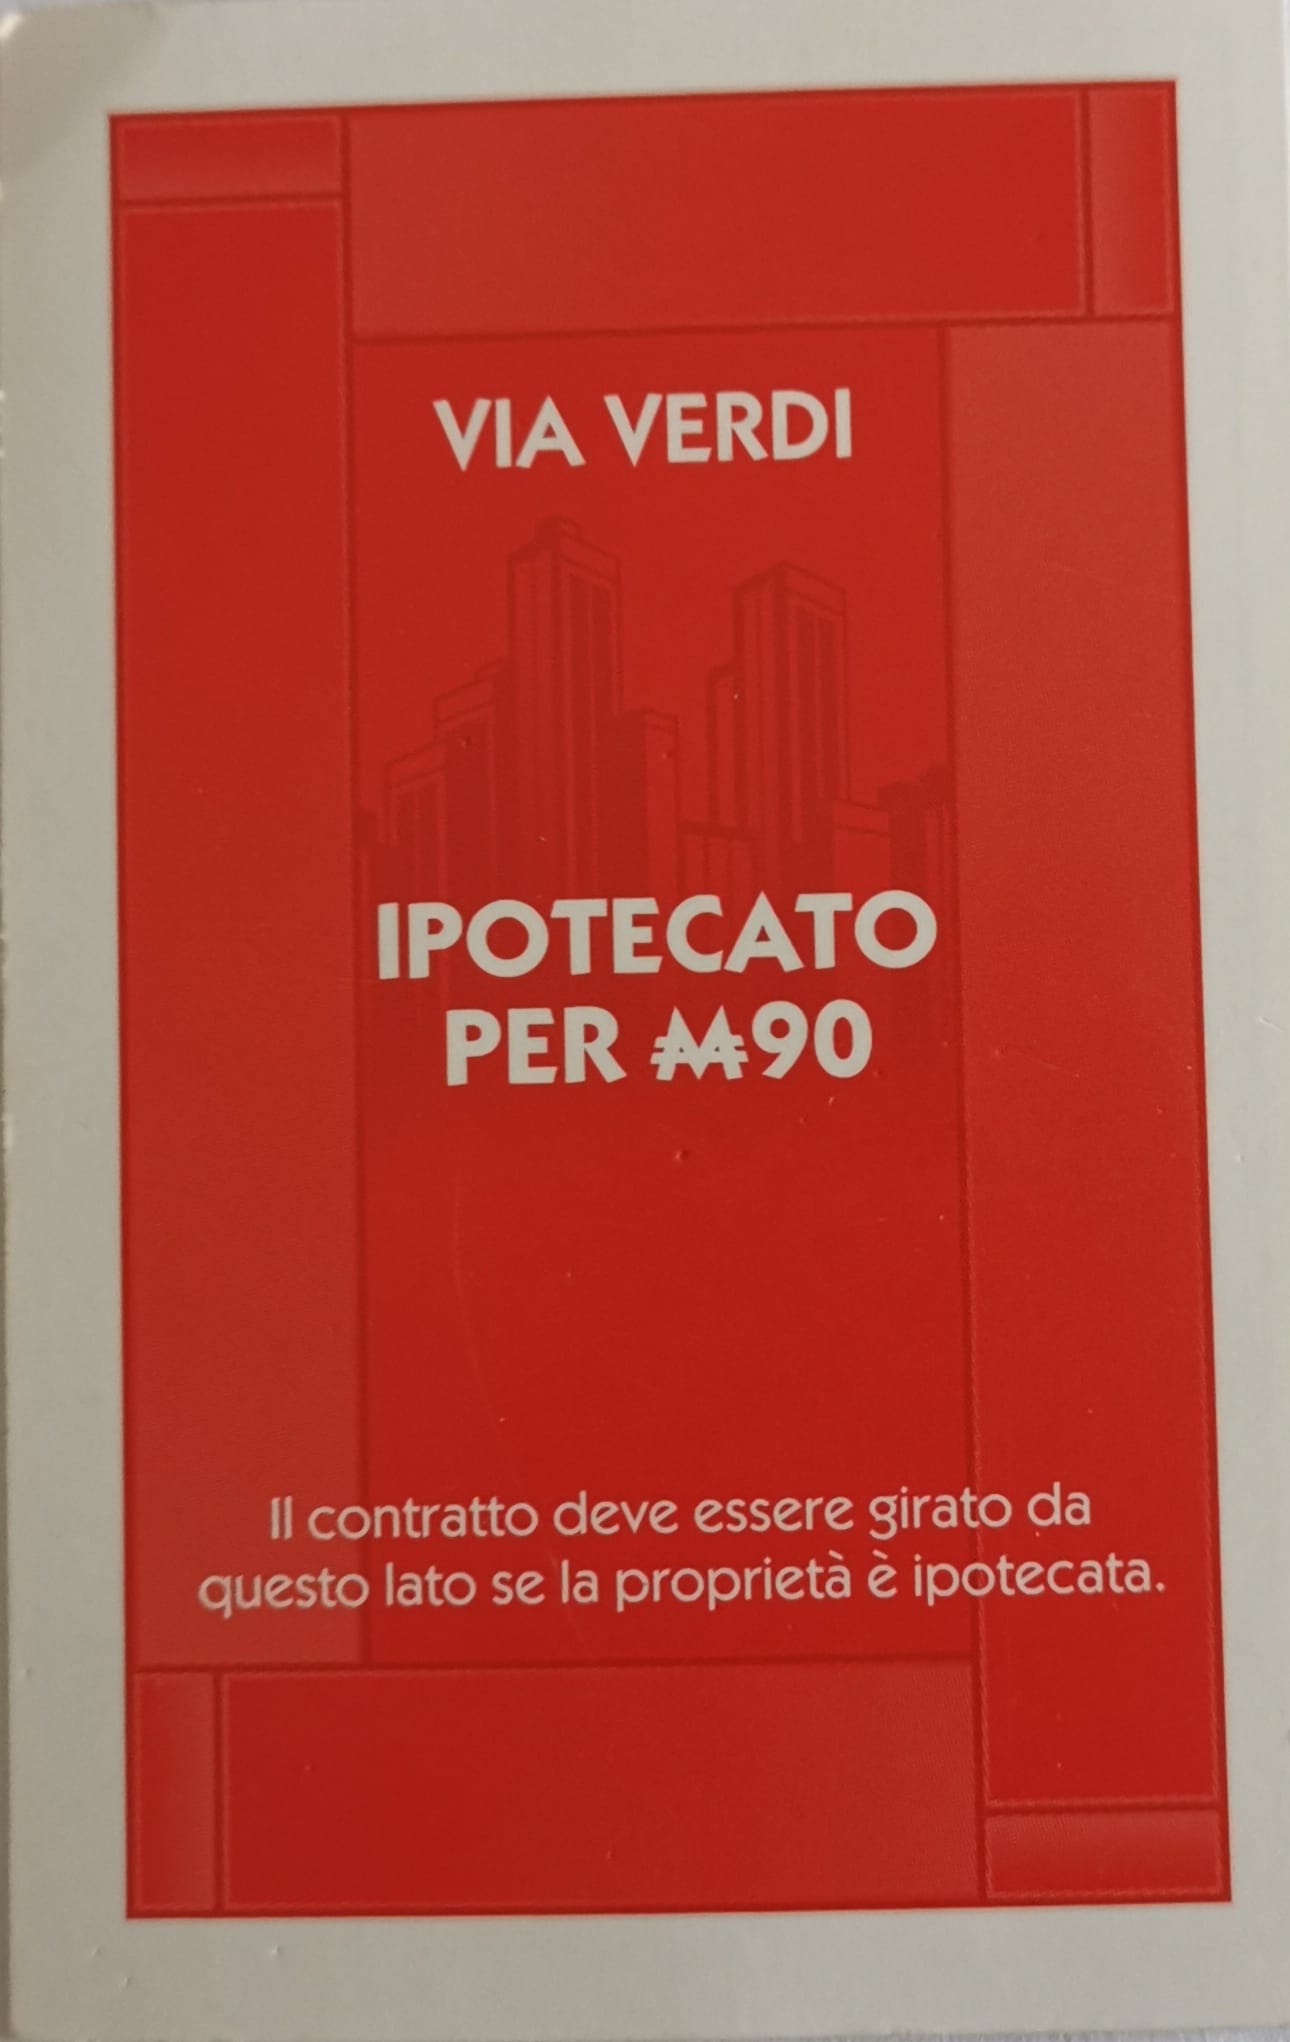 VIA VERDI
IPOTECATO
PER ₩90
Il contratto deve essere girato da
questo lato se la proprietà è ipotecata.